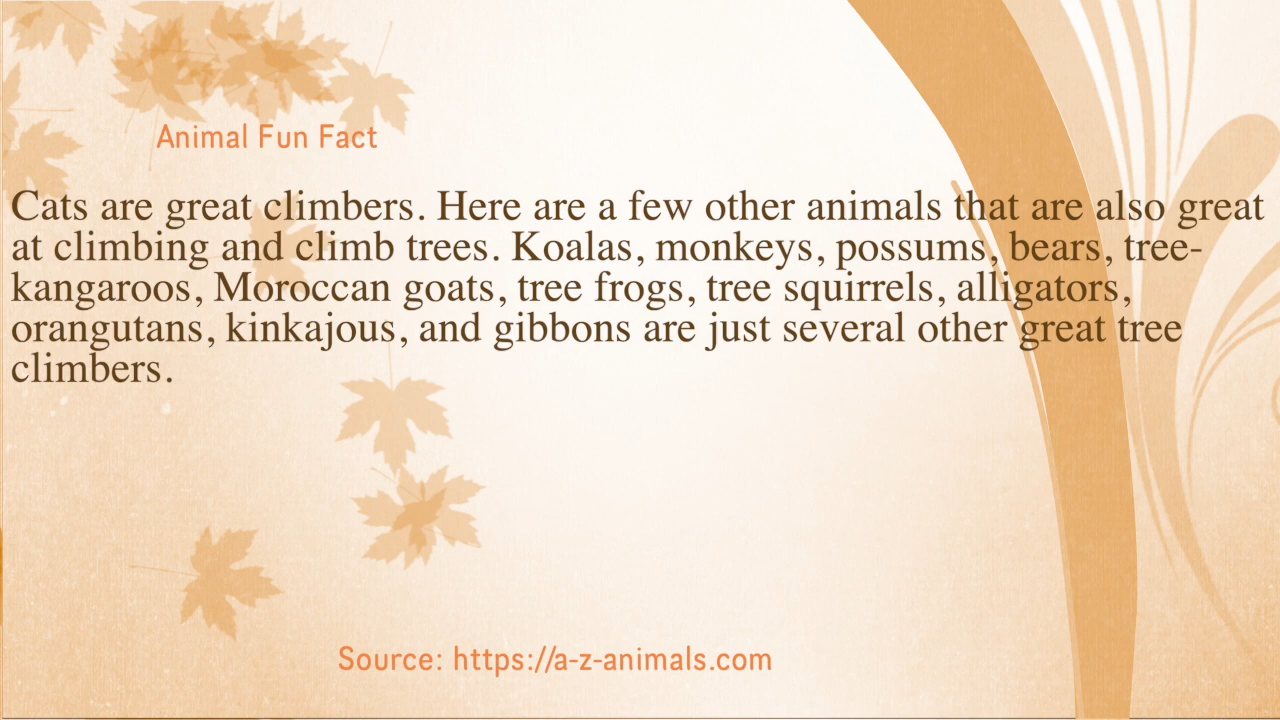 Animal Fun Fact
Cats are great climbers. Here are a few other animals that are also great
at climbing and climb trees. Koalas, monkeys, possums, bears, tree-
kangaroos, Moroccan goats, tree frogs, tree squirrels, alligators,
orangutans, kinkajous, and gibbons are just several other great tree
climbers.
Source: https://a-z-animals.com